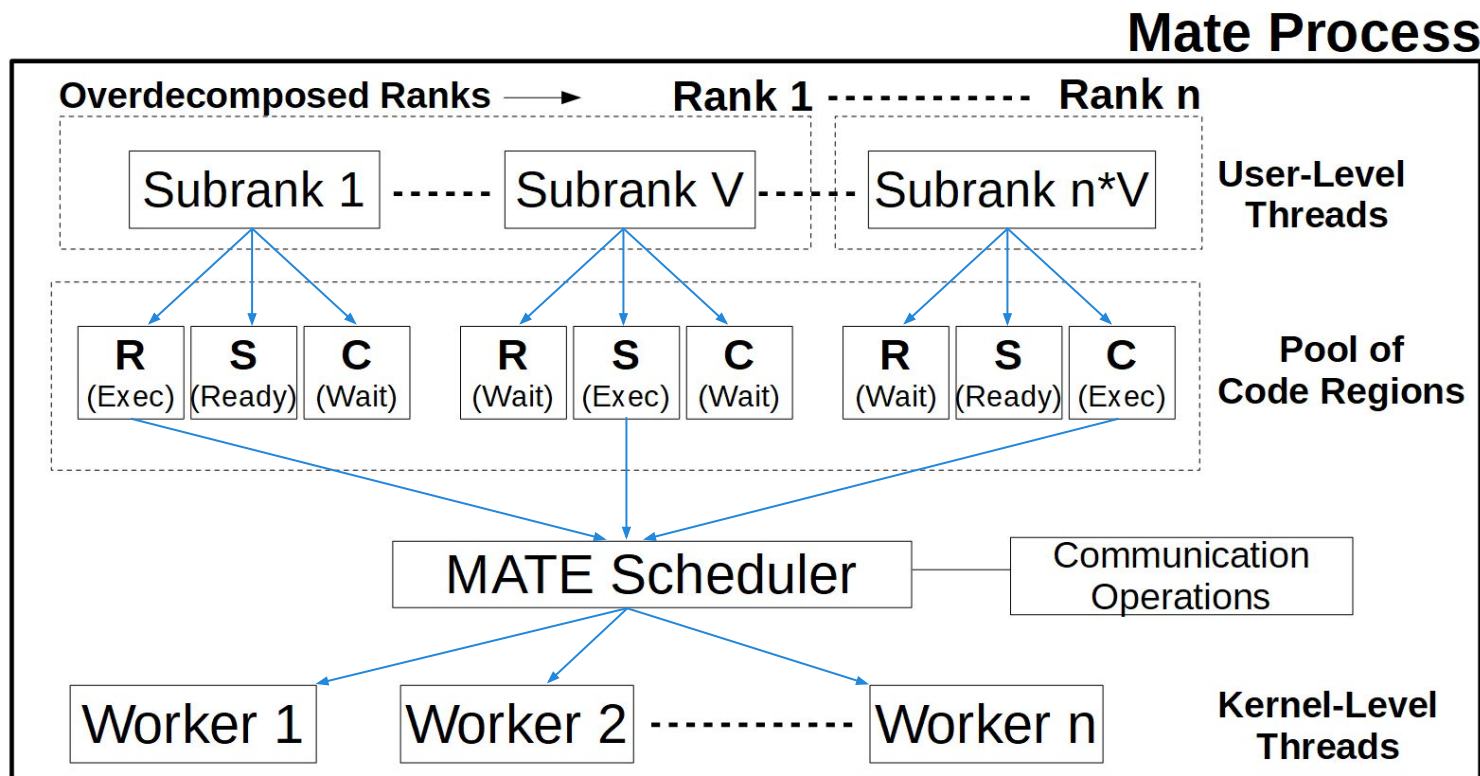 Mate Process
Overdecomposed Ranks
Rank 1
Rank n
Subrank 1
Subrank V
Subrank n*V
User-Level
Threads
R
(Exec)
S
(Ready)
C
(Wait)
R
(Wait)
S
(Exec)
C
(Wait)
R
(Wait)
S
(Ready)
C
(Exec)
Pool of
Code Regions
MATE Scheduler
Communication
Operations
Worker 1
Worker 2
Worker n
Kernel-Level
Threads